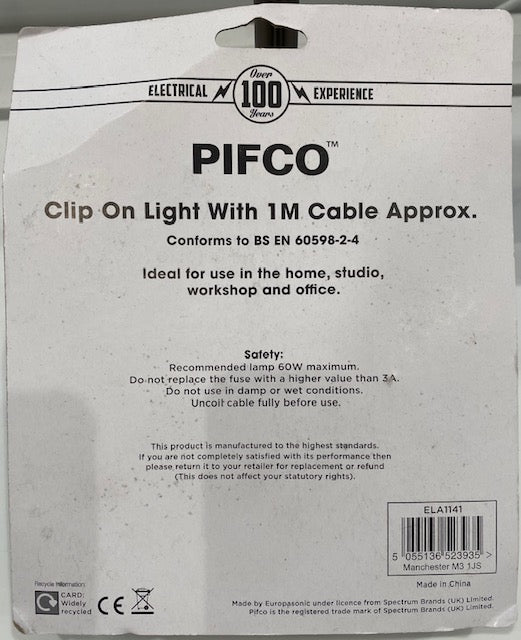 ELECTRICAL Over 100 Years EXPERIENCE
PIFCO™
Clip On Light With 1M Cable Approx.
Conforms to BS EN 60598-2-4
Ideal for use in the home, studio,
workshop and office.
Safety:
Recommended lamp 60W maximum.
Do not replace the fuse with a higher value than 3A.
Do not use in damp or wet conditions.
Uncoil cable fully before use.
This product is manufactured to the highest standards.
If you are not completely satisfied with its performance then
please return it to your retailer for replacement or refund
(This does not affect your statutory rights).
ELA1141
5 055136 523935 >
Manchester M3 1JS
Made in China
Recycle Information:
CARD:
Widely
recycled
CE
Made by Europasonic under licence from Spectrum Brands (UK) Limited.
Pifco is the registered trade mark of Spectrum Brands (UK) Limited.